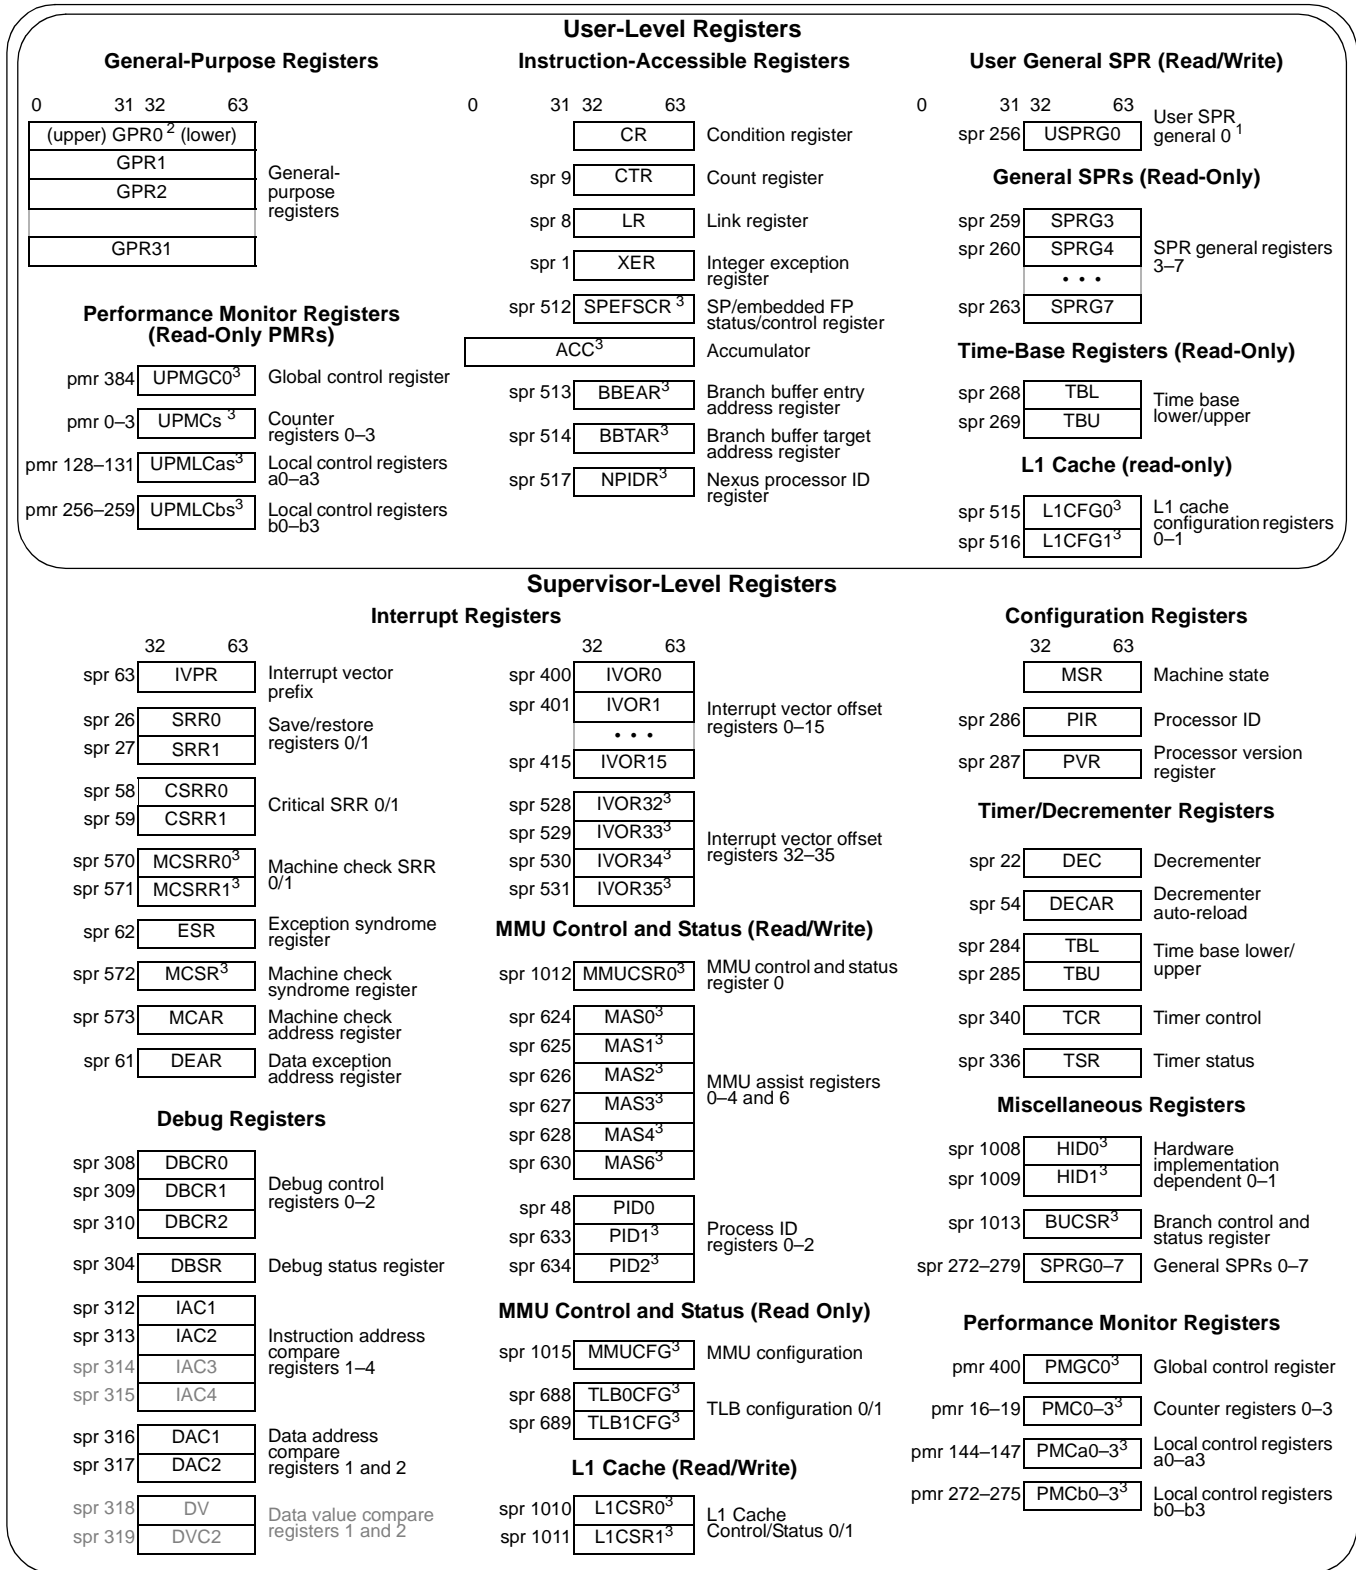 User-Level Registers
General-Purpose Registers
0 31 32 63
(upper) GPR0 2 (lower)
GPR1
GPR2
GPR31
General-
purpose
registers
Performance Monitor Registers
(Read-Only PMRs)
pmr 384 UPMGC03 Global control register
pmr 0–3 UPMCs 3 Counter
registers 0–3
pmr 128–131 UPMLCas3 Local control registers
a0–a3
pmr 256–259 UPMLCbs3 Local control registers
b0–b3
Instruction-Accessible Registers
0 31 32 63
CR Condition register
spr 9 CTR Count register
spr 8 LR Link register
spr 1 XER Integer exception
register
spr 512 SPEFSCR 3 SP/embedded FP
status/control register
ACC3 Accumulator
spr 513 BBEAR3 Branch buffer entry
address register
spr 514 BBTAR3 Branch buffer target
address register
spr 517 NPIDR3 Nexus processor ID
register
User General SPR (Read/Write)
0 31 32 63
spr 256 USPRG0 User SPR
general 0 1
General SPRs (Read-Only)
spr 259 SPRG3
spr 260 SPRG4
• • •
spr 263 SPRG7
SPR general registers
3–7
Time-Base Registers (Read-Only)
spr 268 TBL
spr 269 TBU
Time base
lower/upper
L1 Cache (read-only)
spr 515 L1CFG03
spr 516 L1CFG13
L1 cache
configuration registers
0–1
Supervisor-Level Registers
Interrupt Registers
32 63
spr 63 IVPR Interrupt vector
prefix
spr 26 SRR0
spr 27 SRR1
Save/restore
registers 0/1
spr 58 CSRR0
spr 59 CSRR1
Critical SRR 0/1
spr 570 MCSRR03
spr 571 MCSRR13
Machine check SRR
0/1
spr 62 ESR Exception syndrome
register
spr 572 MCSR3 Machine check
syndrome register
spr 573 MCAR Machine check
address register
spr 61 DEAR Data exception
address register
Debug Registers
spr 308 DBCR0
spr 309 DBCR1
spr 310 DBCR2
Debug control
registers 0–2
spr 304 DBSR Debug status register
spr 312 IAC1
spr 313 IAC2
spr 314 IAC3
spr 315 IAC4
Instruction address
compare
registers 1–4
spr 316 DAC1
spr 317 DAC2
Data address
compare
registers 1 and 2
spr 318 DV
spr 319 DVC2
Data value compare
registers 1 and 2
32 63
spr 400 IVOR0
spr 401 IVOR1
• • •
spr 415 IVOR15
Interrupt vector offset
registers 0–15
spr 528 IVOR323
spr 529 IVOR333
spr 530 IVOR343
spr 531 IVOR353
Interrupt vector offset
registers 32–35
MMU Control and Status (Read/Write)
spr 1012 MMUCSR03 MMU control and status
register 0
spr 624 MAS03
spr 625 MAS13
spr 626 MAS23
spr 627 MAS33
spr 628 MAS43
spr 630 MAS63
MMU assist registers
0–4 and 6
spr 48 PID0
spr 633 PID13
spr 634 PID23
Process ID
registers 0–2
MMU Control and Status (Read Only)
spr 1015 MMUCFG3 MMU configuration
spr 688 TLB0CFG3
spr 689 TLB1CFG3
TLB configuration 0/1
L1 Cache (Read/Write)
spr 1010 L1CSR03
spr 1011 L1CSR13
L1 Cache
Control/Status 0/1
Configuration Registers
32 63
MSR Machine state
spr 286 PIR Processor ID
spr 287 PVR Processor version
register
Timer/Decrementer Registers
spr 22 DEC Decrementer
spr 54 DECAR Decrementer
auto-reload
spr 284 TBL
spr 285 TBU
Time base lower/
upper
spr 340 TCR Timer control
spr 336 TSR Timer status
Miscellaneous Registers
spr 1008 HID03
spr 1009 HID13
Hardware
implementation
dependent 0–1
spr 1013 BUCSR3 Branch control and
status register
spr 272–279 SPRG0–7 General SPRs 0–7
Performance Monitor Registers
pmr 400 PMGC03 Global control register
pmr 16–19 PMC0–33 Counter registers 0–3
pmr 144–147 PMCa0–33 Local control registers
a0–a3
pmr 272–275 PMCb0–33 Local control registers
b0–b3